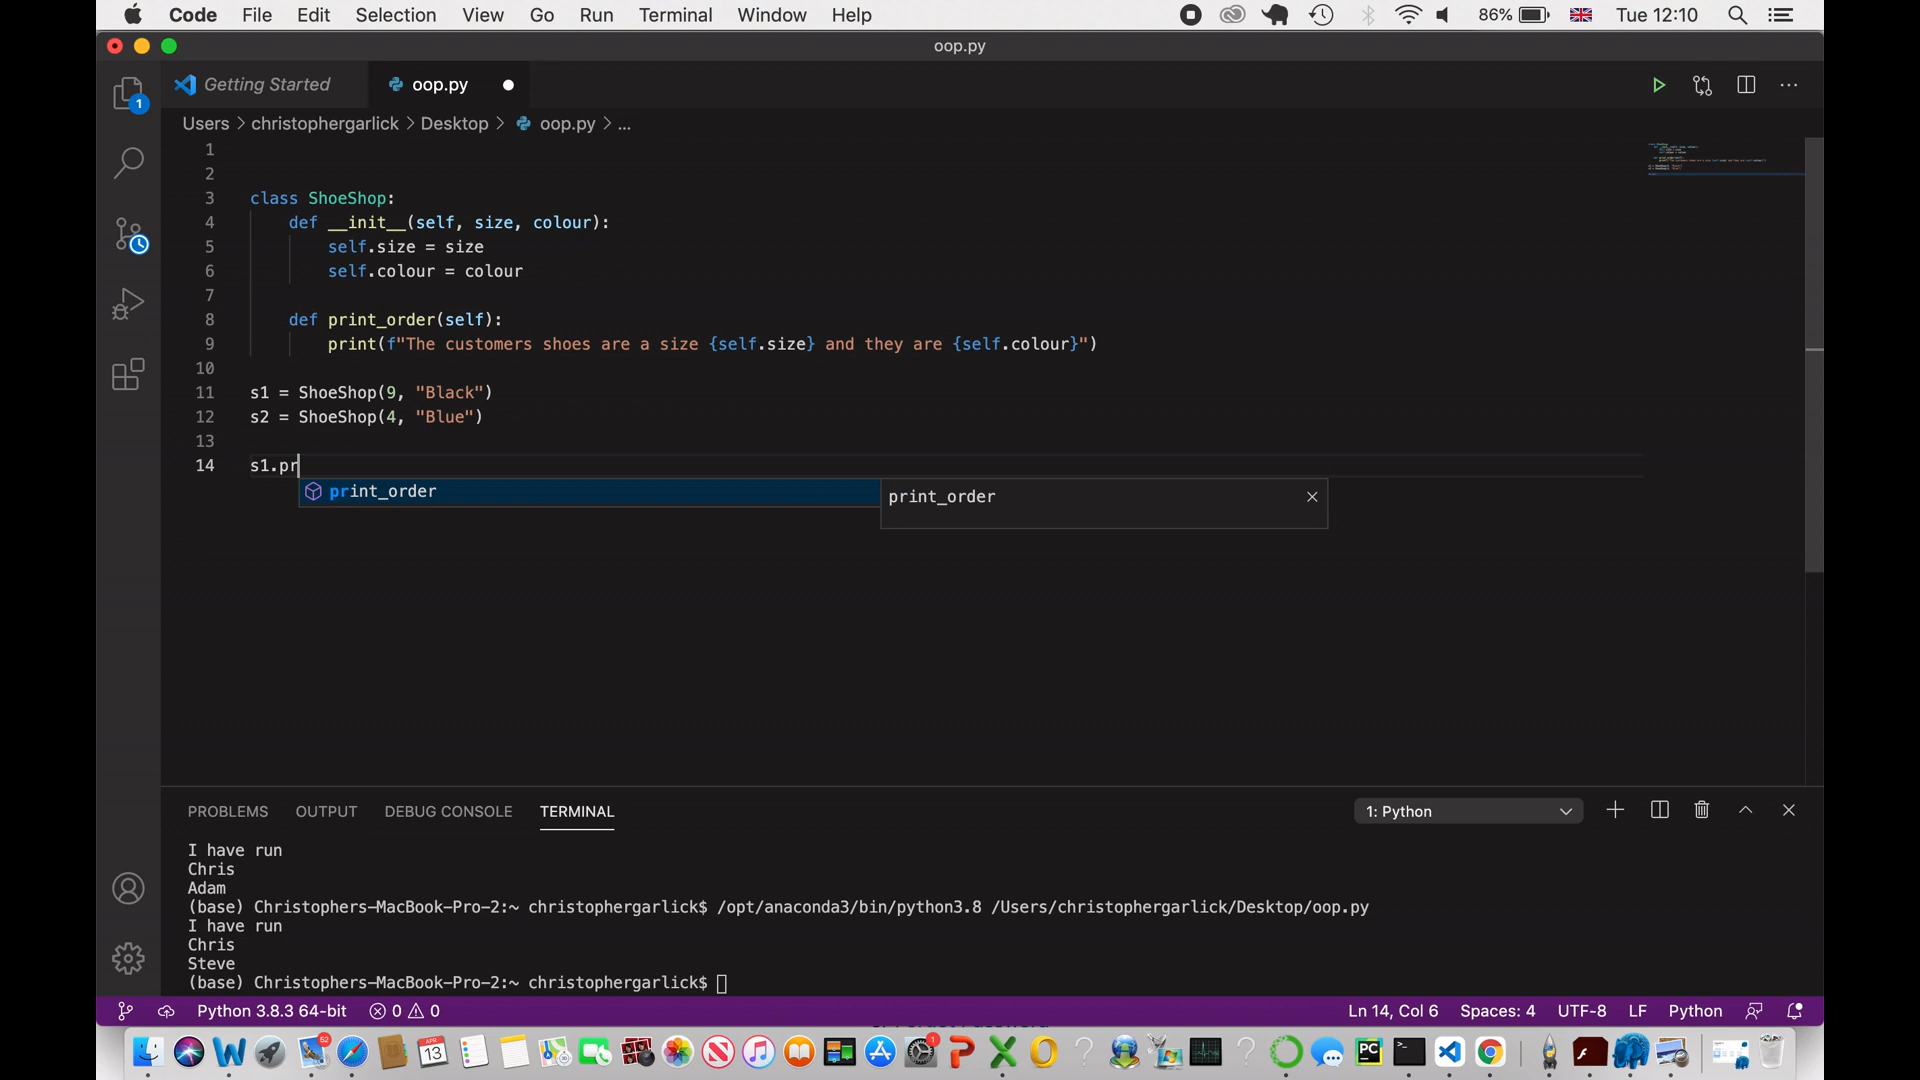 Code File Edit Selection View Go Run Terminal Window Help 86% Tue 12:10
oop.py
Getting Started oop.py
1
Users > christophergarlick > Desktop > oop.py > ...
1
2
3 class ShoeShop:
4 def __init__(self, size, colour):
5 self.size = size
6 self.colour = colour
7
8 def print_order(self):
9 print(f"The customers shoes are a size {self.size} and they are {self.colour}")
10
11 s1 = ShoeShop(9, "Black")
12 s2 = ShoeShop(4, "Blue")
13
14 s1.pr
print_order print_order
PROBLEMS OUTPUT DEBUG CONSOLE TERMINAL 1: Python
I have run
Chris
Adam
(base) Christophers-MacBook-Pro-2:~ christophergarlick$ /opt/anaconda3/bin/python3.8 /Users/christophergarlick/Desktop/oop.py
I have run
Chris
Steve
(base) Christophers-MacBook-Pro-2:~ christophergarlick$
Python 3.8.3 64-bit 0 0 Ln 14, Col 6 Spaces: 4 UTF-8 LF Python
52 APR 13 1 PC